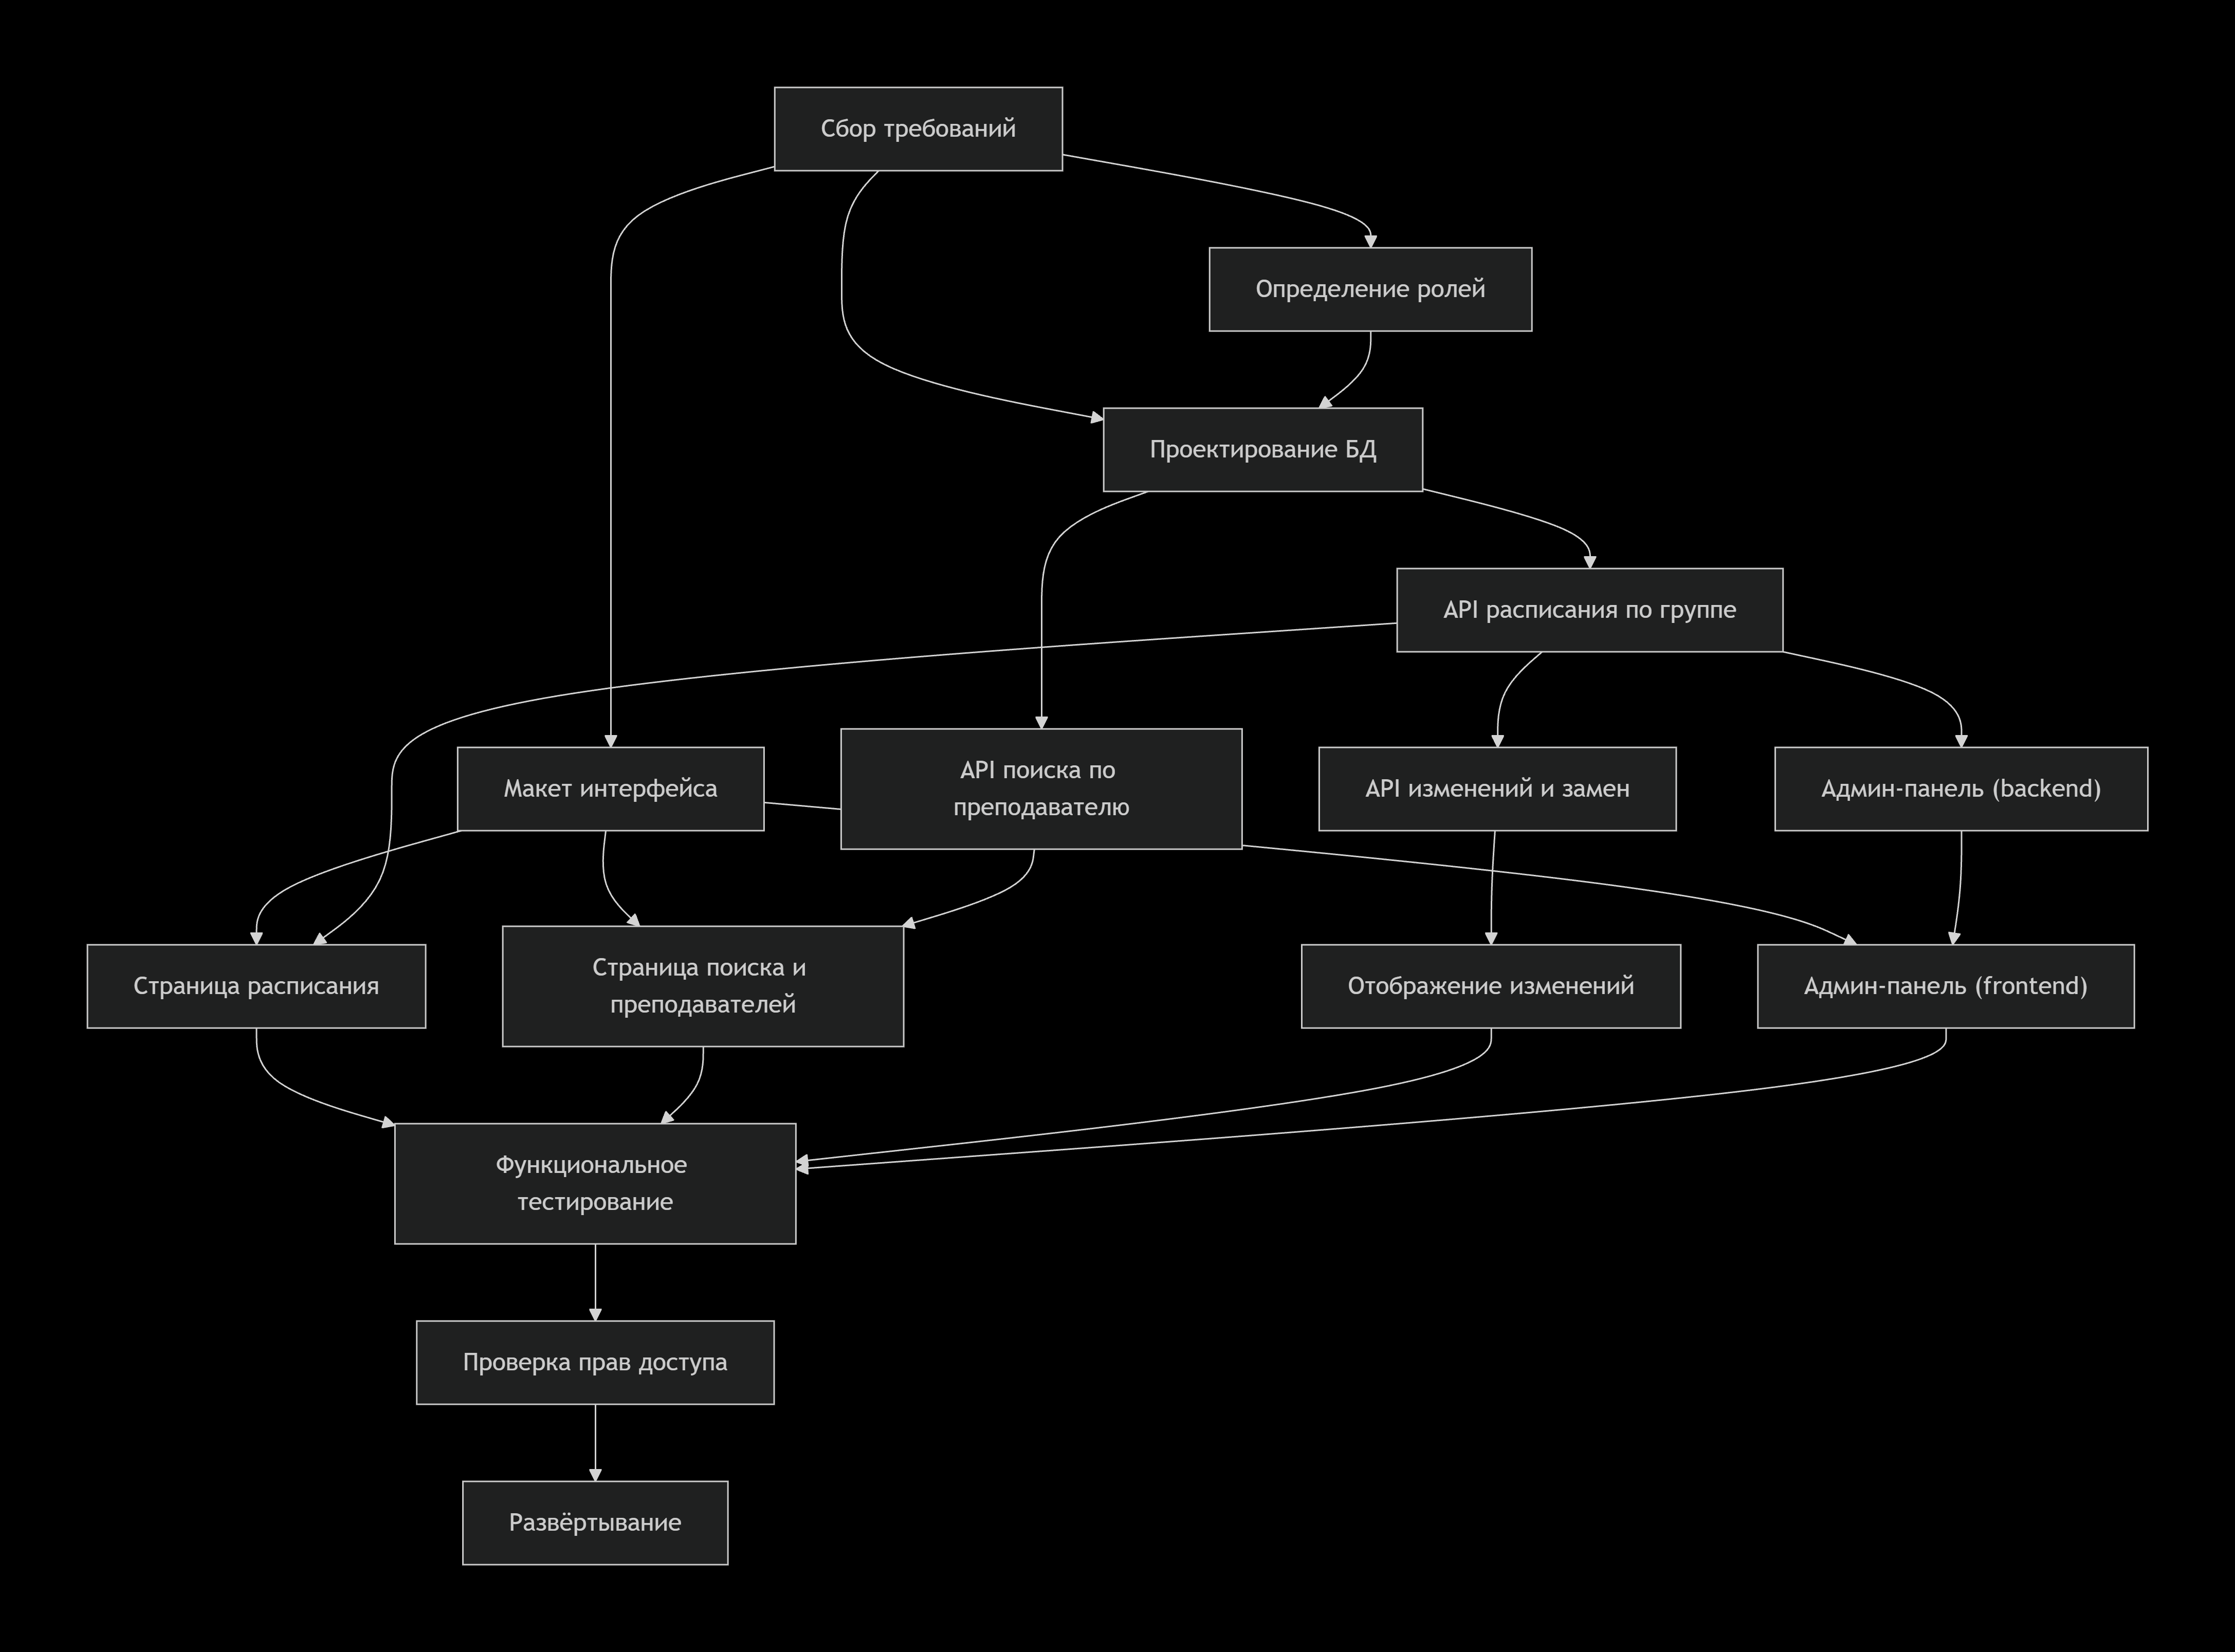 Сбор требований
Определение ролей
Проектирование БД
API расписания по группе
Макет интерфейса
API поиска по
преподавателю
API изменений и замен
Админ-панель (backend)
Страница расписания
Страница поиска и
преподавателей
Отображение изменений
Админ-панель (frontend)
Функциональное
тестирование
Проверка прав доступа
Развёртывание